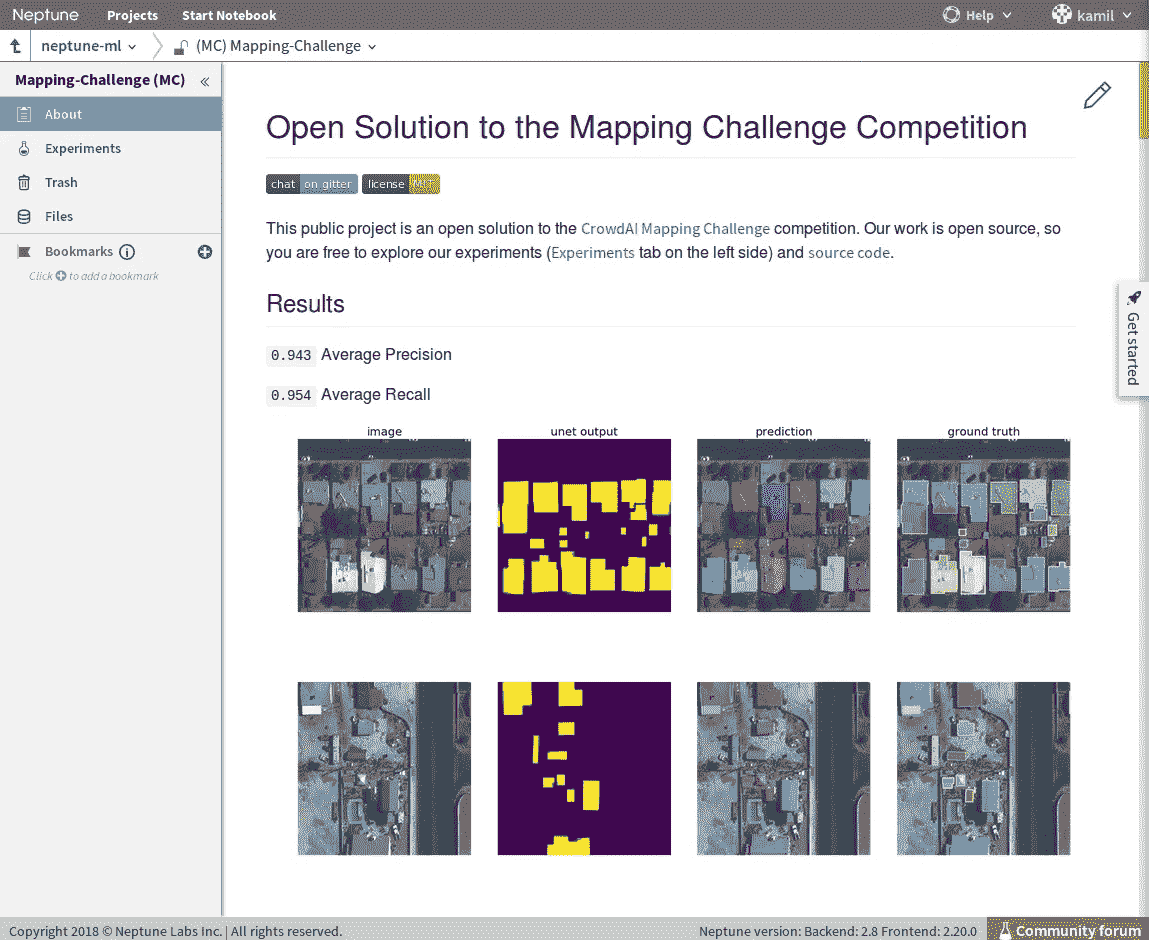 Neptune Projects Start Notebook Help kamil
neptune-ml (MC) Mapping-Challenge
Mapping-Challenge (MC) «
About
Experiments
Trash
Files
Bookmarks
Click to add a bookmark
Open Solution to the Mapping Challenge Competition
chat on gitter license MIT
This public project is an open solution to the CrowdAI Mapping Challenge competition. Our work is open source, so
you are free to explore our experiments (Experiments tab on the left side) and source code.
Results
0.943 Average Precision
0.954 Average Recall
image unet output prediction ground truth
Get started
Copyright 2018 © Neptune Labs Inc. | All rights reserved.
Neptune version: Backend: 2.8 Frontend: 2.20.0
Community forum